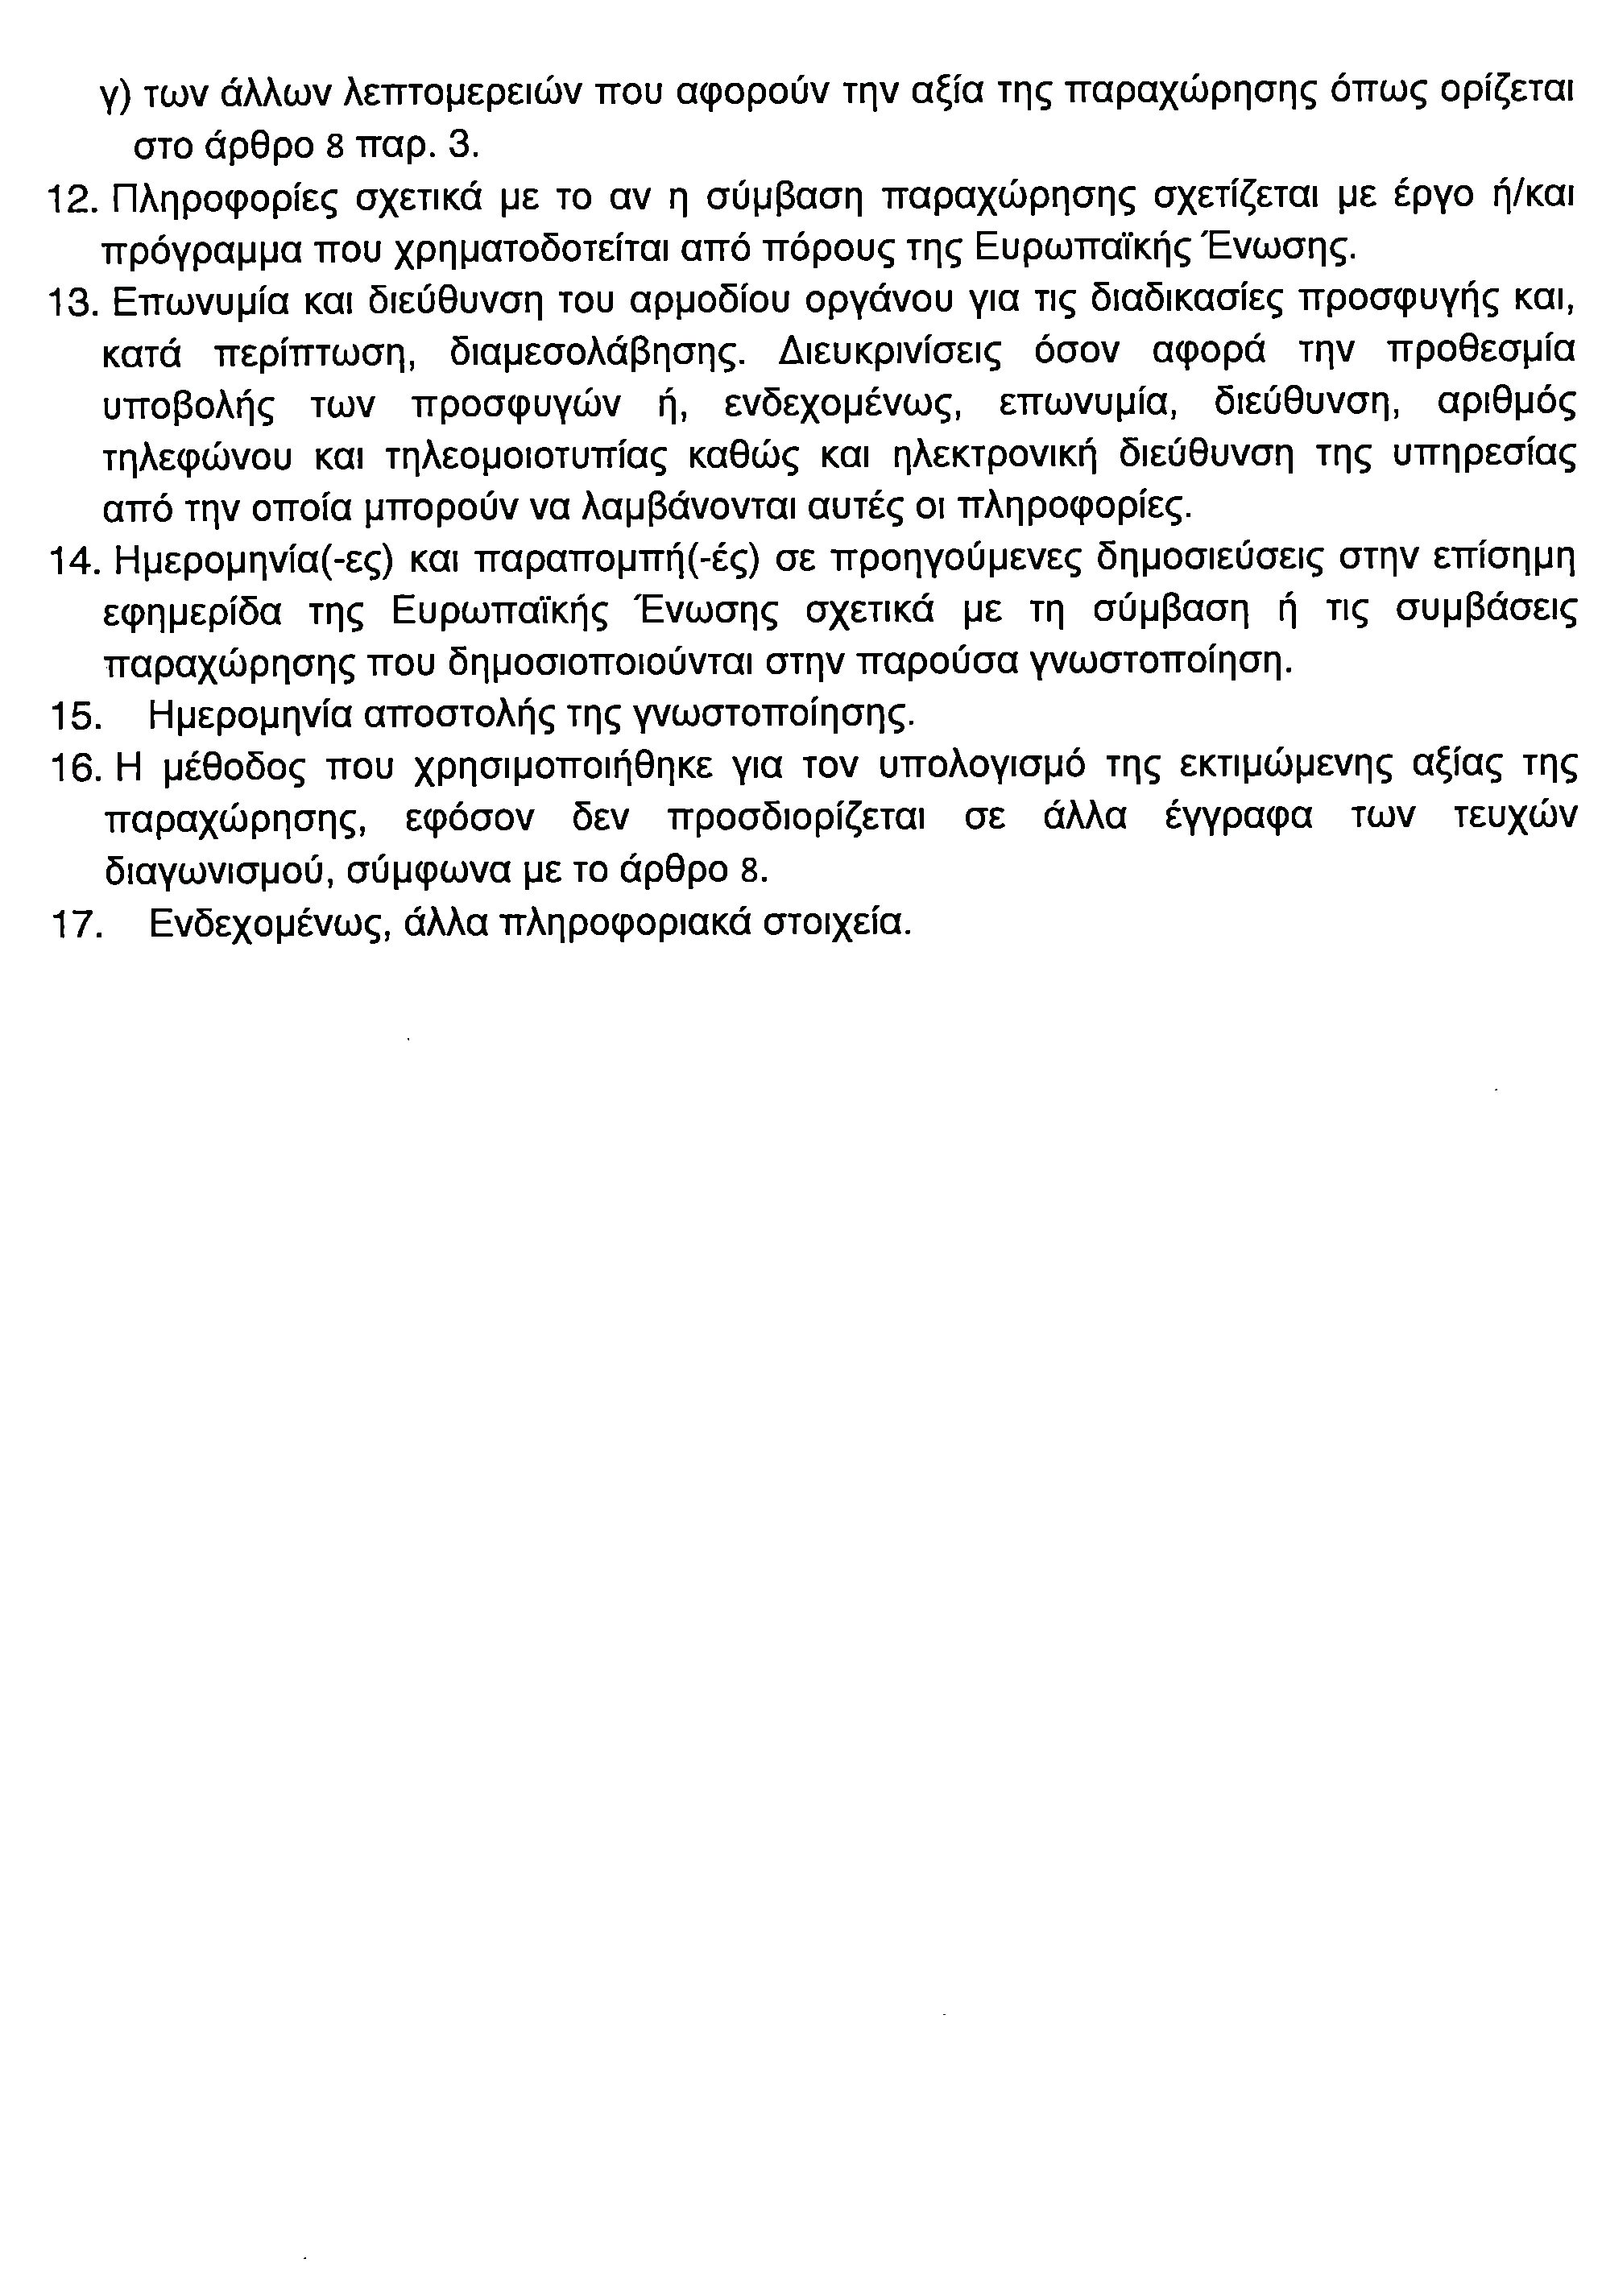 γ) των άλλων λεπτομερειών που αφορούν την αξία της παραχώρησης όπως ορίζεται
στο άρθρο 8 παρ. 3.
12. Πληροφορίες σχετικά με το αν η σύμβαση παραχώρησης σχετίζεται με έργο ή/και
πρόγραμμα που χρηματοδοτείται από πόρους της Ευρωπαϊκής Ένωσης.
13. Επωνυμία και διεύθυνση του αρμοδίου οργάνου για τις διαδικασίες προσφυγής και,
κατά περίπτωση, διαμεσολάβησης. Διευκρινίσεις όσον αφορά την προθεσμία
υποβολής των προσφυγών ή, ενδεχομένως, επωνυμία, διεύθυνση, αριθμός
τηλεφώνου και τηλεομοιοτυπίας καθώς και ηλεκτρονική διεύθυνση της υπηρεσίας
από την οποία μπορούν να λαμβάνονται αυτές οι πληροφορίες.
14. Ημερομηνία(-ες) και παραπομπή(-ές) σε προηγούμενες δημοσιεύσεις στην επίσημη
εφημερίδα της Ευρωπαϊκής Ένωσης σχετικά με τη σύμβαση ή τις συμβάσεις
παραχώρησης που δημοσιοποιούνται στην παρούσα γνωστοποίηση.
15. Ημερομηνία αποστολής της γνωστοποίησης.
16. Η μέθοδος που χρησιμοποιήθηκε για τον υπολογισμό της εκτιμώμενης αξίας της
παραχώρησης, εφόσον δεν προσδιορίζεται σε άλλα έγγραφα των τευχών
διαγωνισμού, σύμφωνα με το άρθρο 8.
17. Ενδεχομένως, άλλα πληροφοριακά στοιχεία.